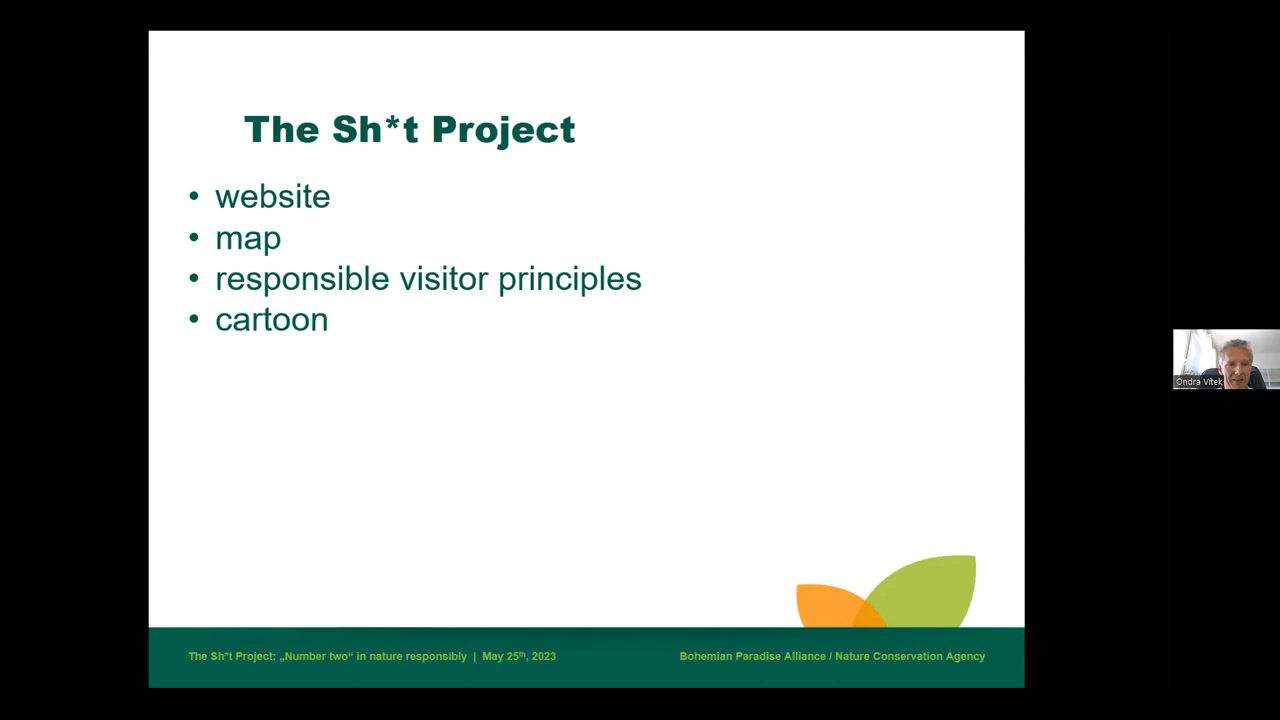 The Sh*t Project
• website
• map
• responsible visitor principles
• cartoon
Ondra Vítek
The Sh*t Project: „Number two“ in nature responsibly | May 25th, 2023
Bohemian Paradise Alliance / Nature Conservation Agency